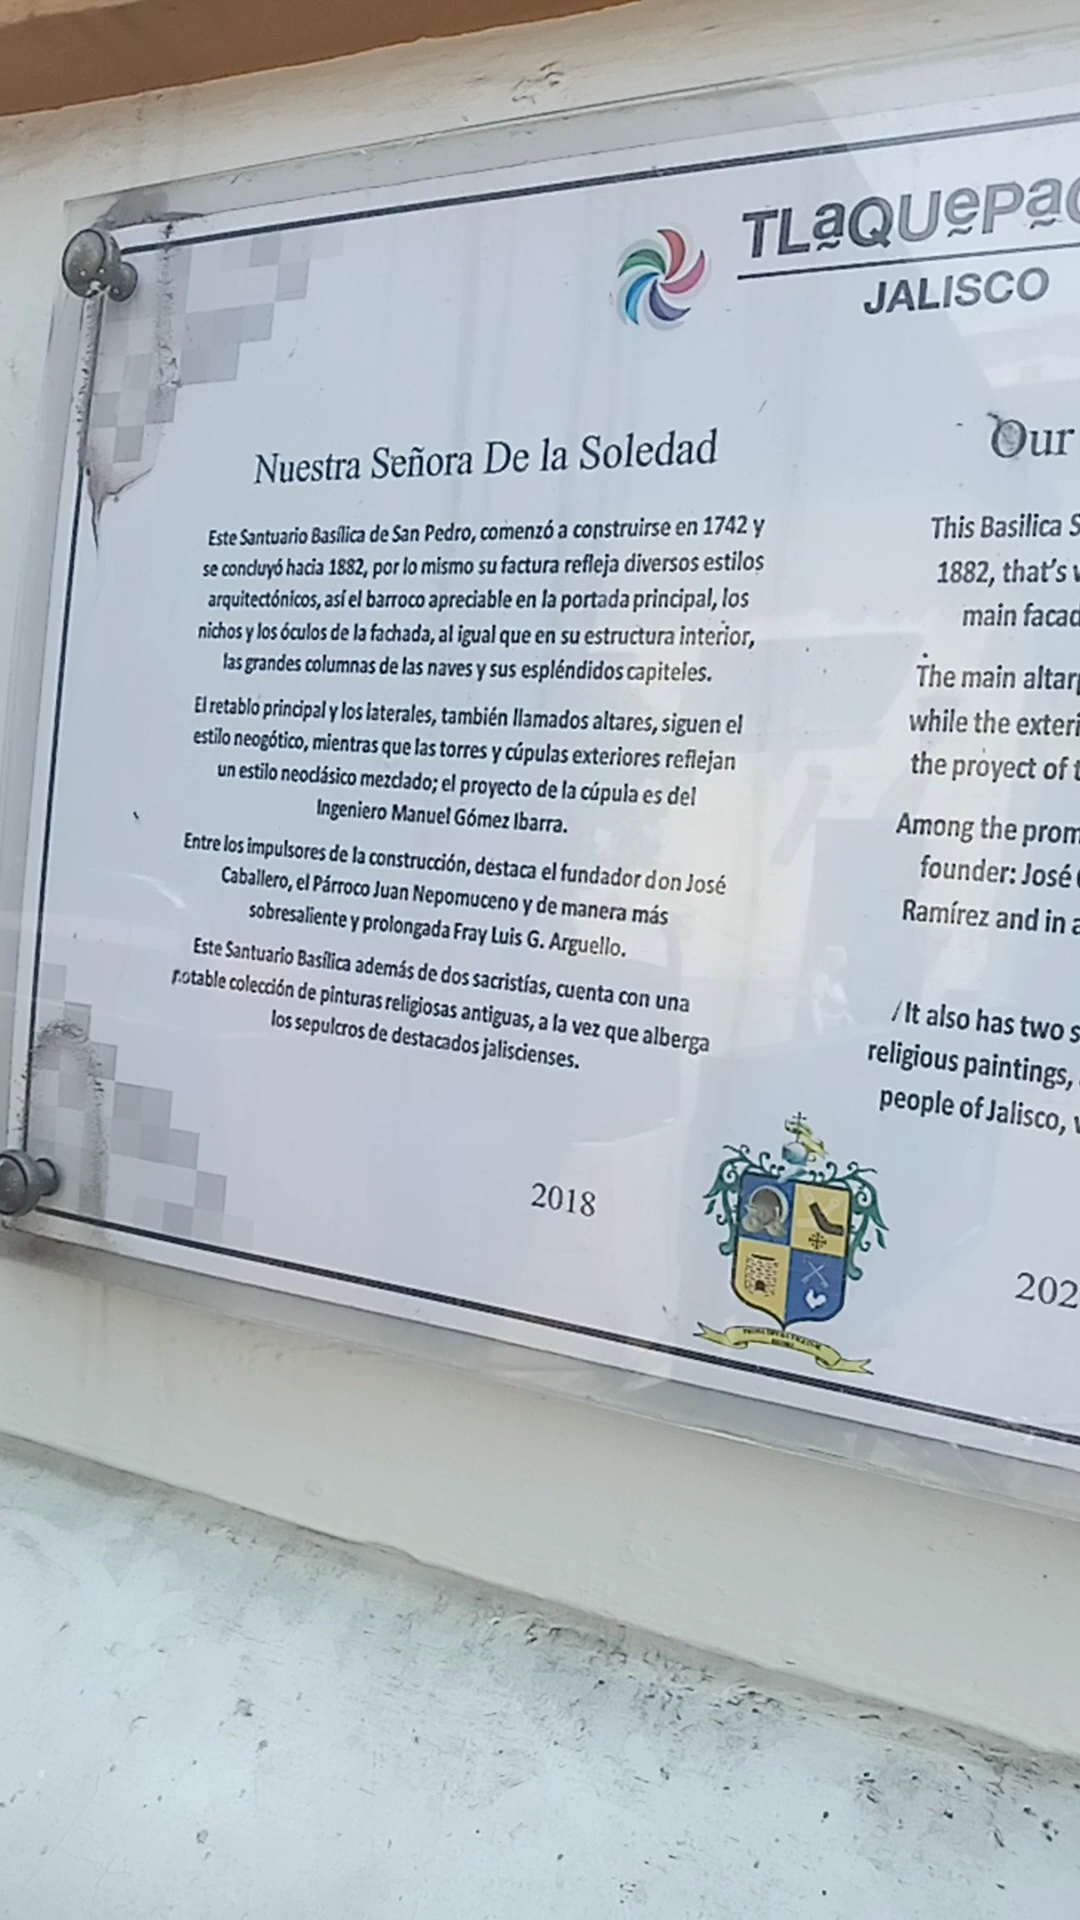 TLaQUePa
JALISCO
Nuestra Señora De la Soledad
Este Santuario Basílica de San Pedro, comenzó a construirse en 1742 y
se concluyó hacia 1882, por lo mismo su factura refleja diversos estilos
arquitectónicos, así el barroco apreciable en la portada principal, los
nichos y los óculos de la fachada, al igual que en su estructura interior,
las grandes columnas de las naves y sus espléndidos capiteles.
El retablo principal y los laterales, también llamados altares, siguen el
estilo neogótico, mientras que las torres y cúpulas exteriores reflejan
un estilo neoclásico mezclado; el proyecto de la cúpula es del
Ingeniero Manuel Gómez Ibarra.
Entre los impulsores de la construcción, destaca el fundador don José
Caballero, el Párroco Juan Nepomuceno y de manera más
sobresaliente y prolongada Fray Luis G. Arguello.
Este Santuario Basílica además de dos sacristías, cuenta con una
notable colección de pinturas religiosas antiguas, a la vez que alberga
los sepulcros de destacados jaliscienses.
2018
Our
This Basilica S
1882, that's
main facad
The main altar
while the exteri
the proyect of
Among the prom
founder: José
Ramírez and in a
/It also has two s
religious paintings,
people of Jalisco,
202